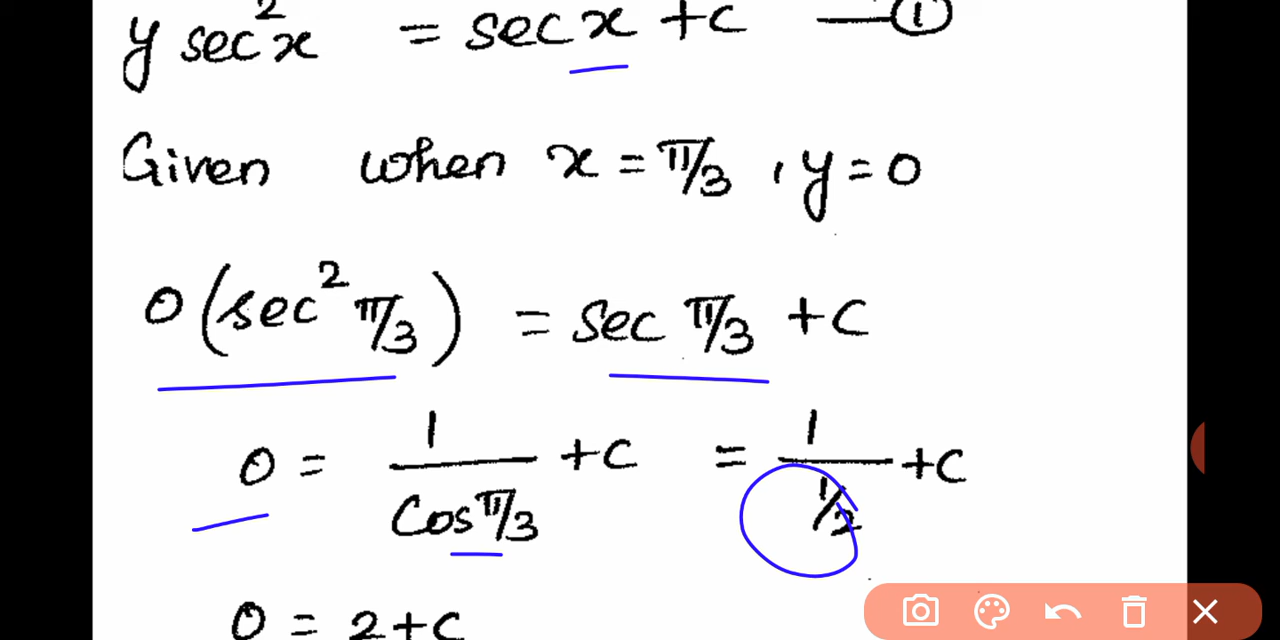 y sec²x = sec x + c —①
Given when x = π/3 , y = 0
0 (sec² π/3) = sec π/3 + c
0 = 1/(cos π/3) + c = 1/(1/2) + c
0 = 2 + c